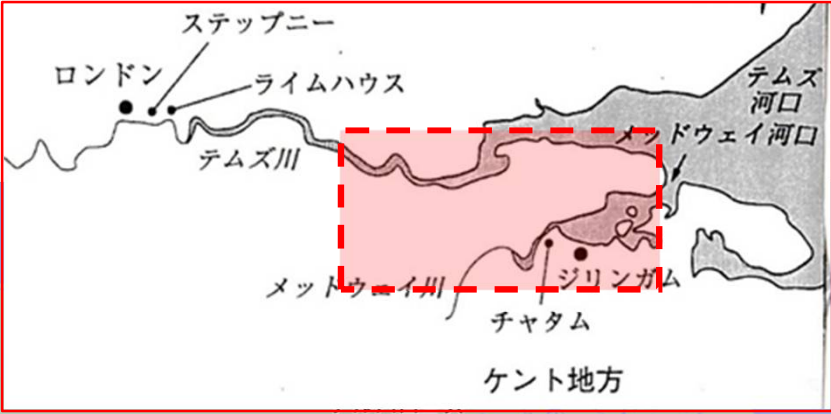 ステップニー
ロンドン
ライムハウス
テムズ
河口
メッドウェイ河口
テムズ川
メッドウェイ川
ジリンガム
チャタム
ケント地方